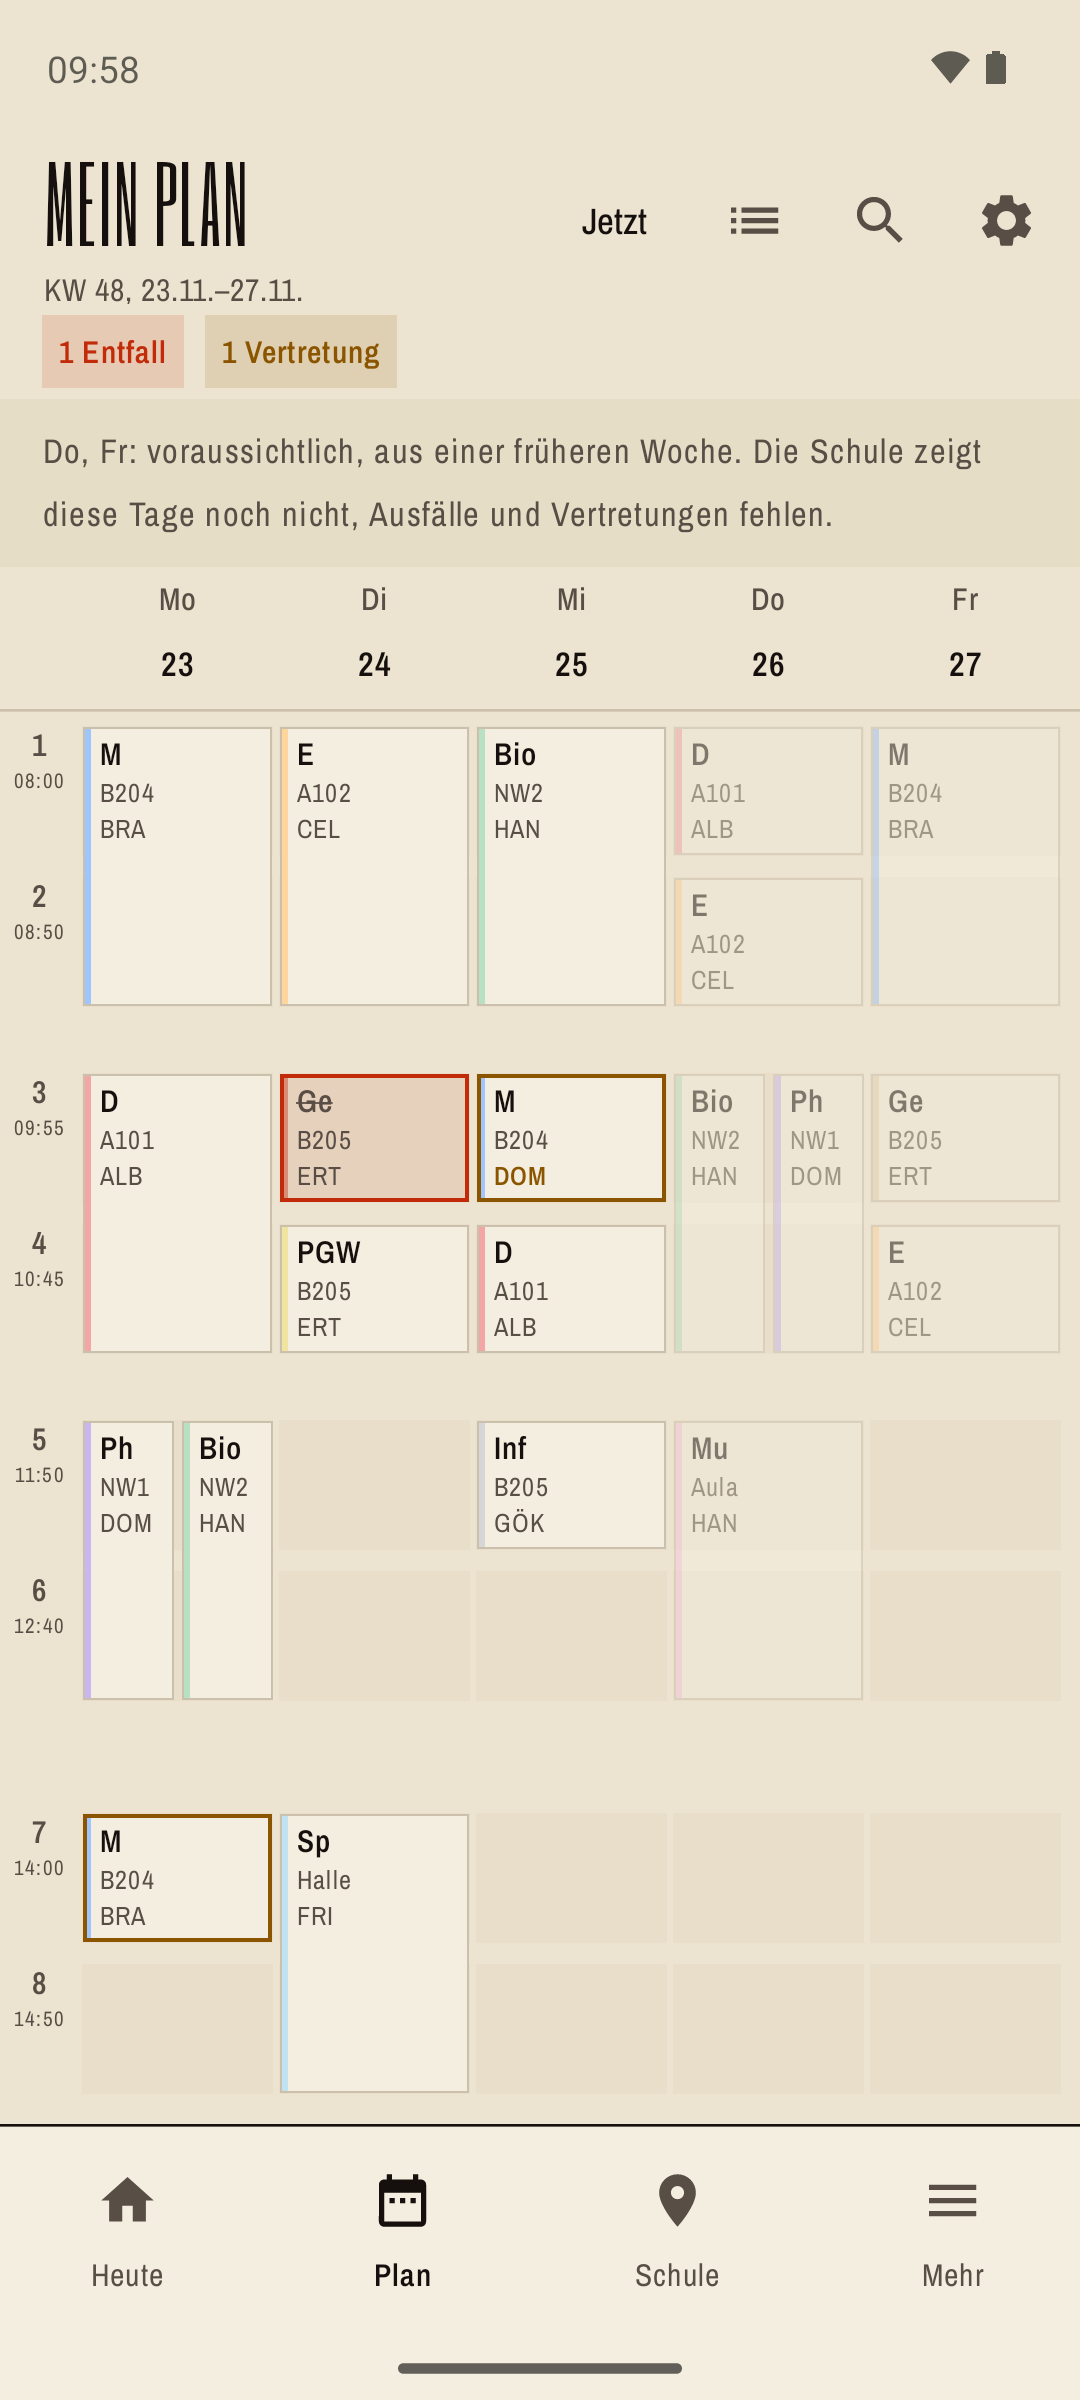 09:58
MEIN PLAN
Jetzt
KW 48, 23.11.–27.11.
1 Entfall
1 Vertretung
Do, Fr: voraussichtlich, aus einer früheren Woche. Die Schule zeigt
diese Tage noch nicht, Ausfälle und Vertretungen fehlen.
Mo Di Mi Do Fr
23 24 25 26 27
1 M E Bio D M
08:00 B204 A102 NW2 A101 B204
BRA CEL HAN ALB BRA
2 E
08:50 A102
CEL
3 D Ge M Bio Ph Ge
09:55 A101 B205 B204 NW2 NW1 B205
ALB ERT DOM HAN DOM ERT
4 PGW D E
10:45 B205 A101 A102
ERT ALB CEL
5 Ph Bio Inf Mu
11:50 NW1 NW2 B205 Aula
DOM HAN GÖK HAN
6
12:40
7 M Sp
14:00 B204 Halle
BRA FRI
8
14:50
Heute Plan Schule Mehr